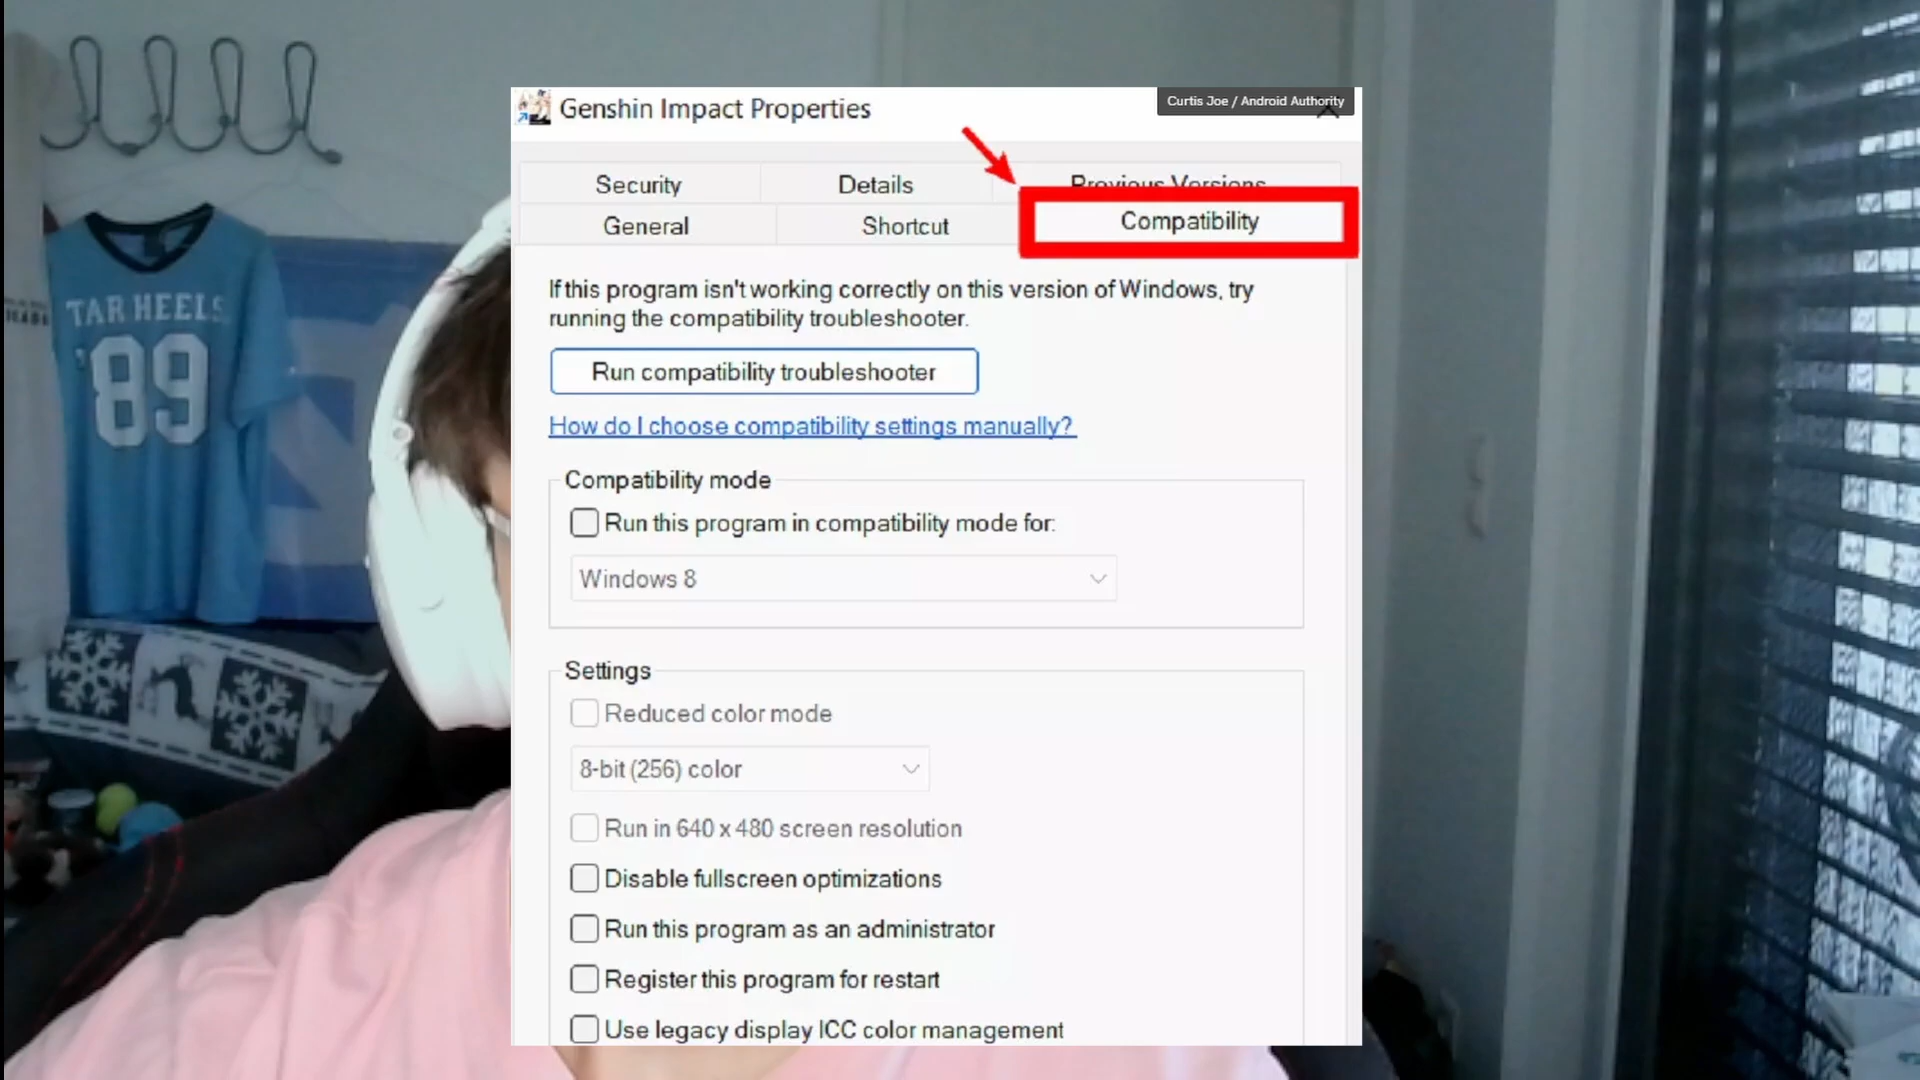 Genshin Impact Properties
Curtis Joe / Android Authority
Security
Details
Previous Versions
General
Shortcut
Compatibility
If this program isn't working correctly on this version of Windows, try
running the compatibility troubleshooter.
Run compatibility troubleshooter
How do I choose compatibility settings manually?
Compatibility mode
Run this program in compatibility mode for:
Windows 8
Settings
Reduced color mode
8-bit (256) color
Run in 640 x 480 screen resolution
Disable fullscreen optimizations
Run this program as an administrator
Register this program for restart
Use legacy display ICC color management
TAR HEELS
'89